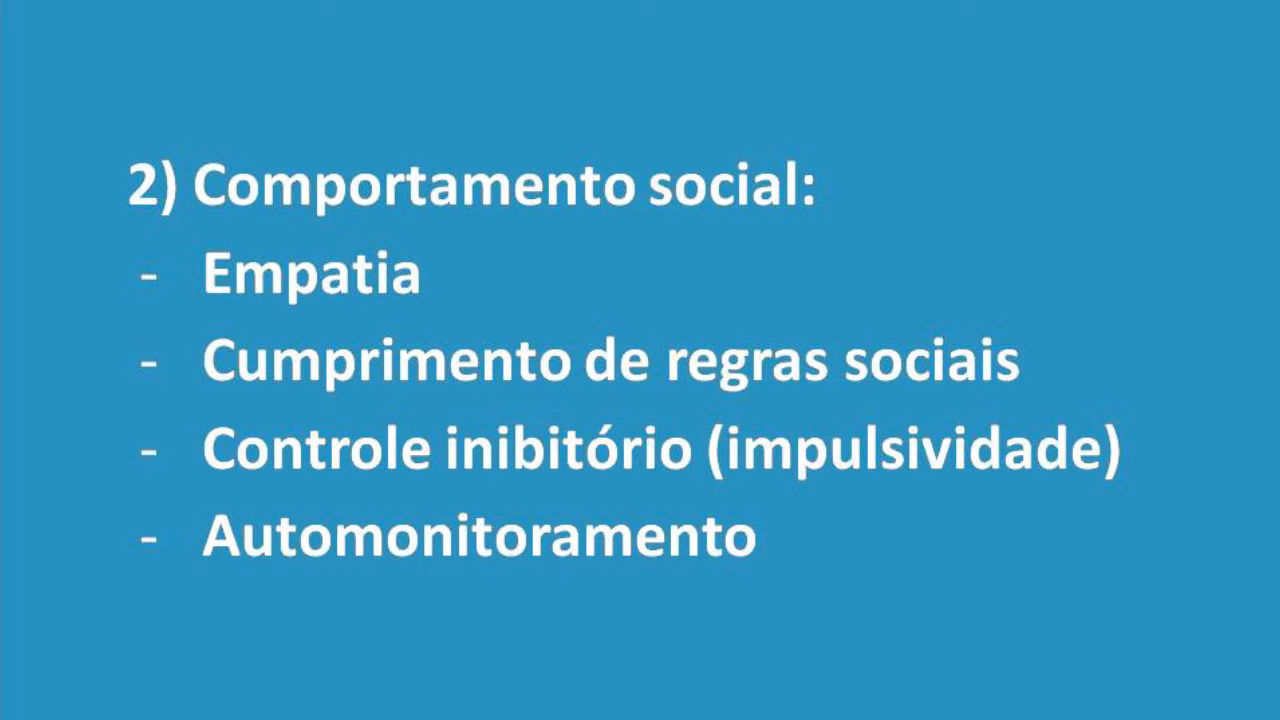 2) Comportamento social:
- Empatia
- Cumprimento de regras sociais
- Controle inibitório (impulsividade)
- Automonitoramento